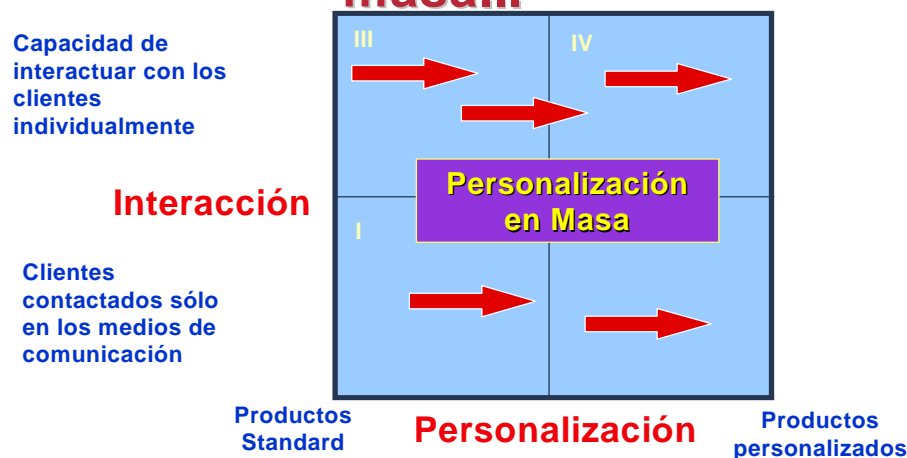 masa...
III
IV
Capacidad de
interactuar con los
clientes
individualmente
Personalización
en Masa
Interacción
I
Clientes
contactados sólo
en los medios de
comunicación
Productos
Standard
Personalización
Productos
personalizados